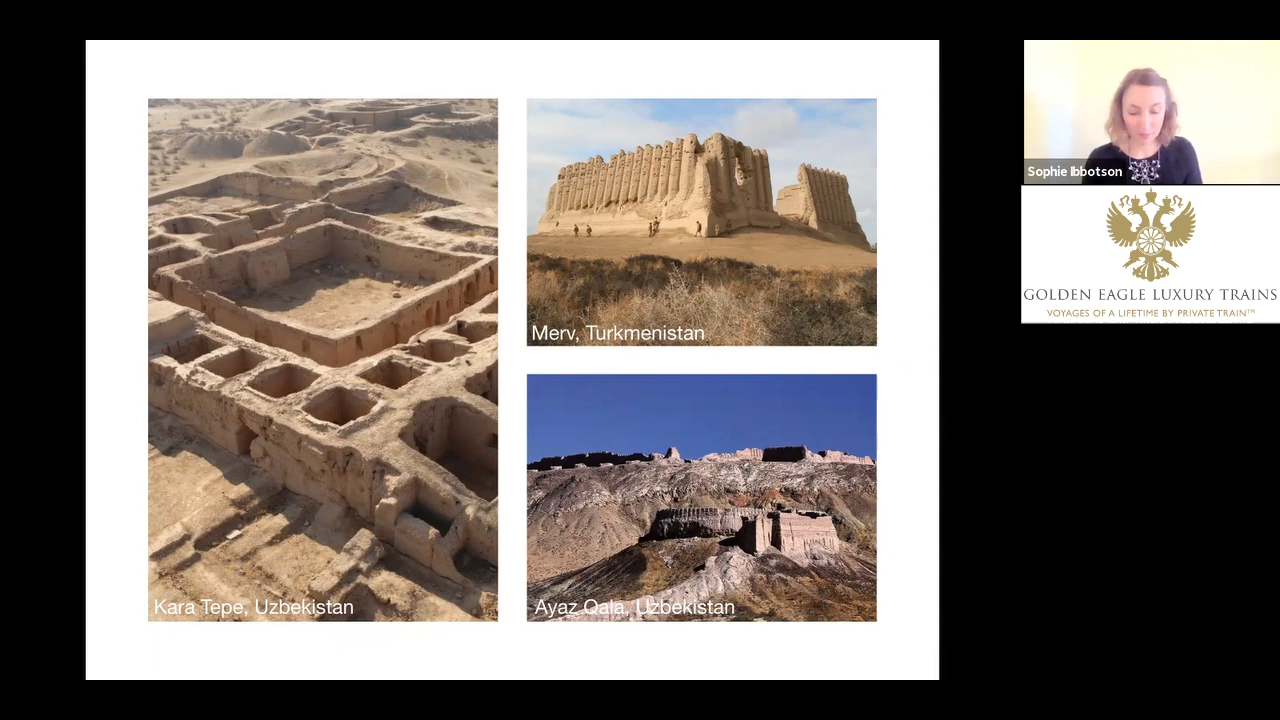 Merv, Turkmenistan
Kara Tepe, Uzbekistan
Ayaz Qala, Uzbekistan
Sophie Ibbotson
GOLDEN EAGLE LUXURY TRAINS
VOYAGES OF A LIFETIME BY PRIVATE TRAIN™